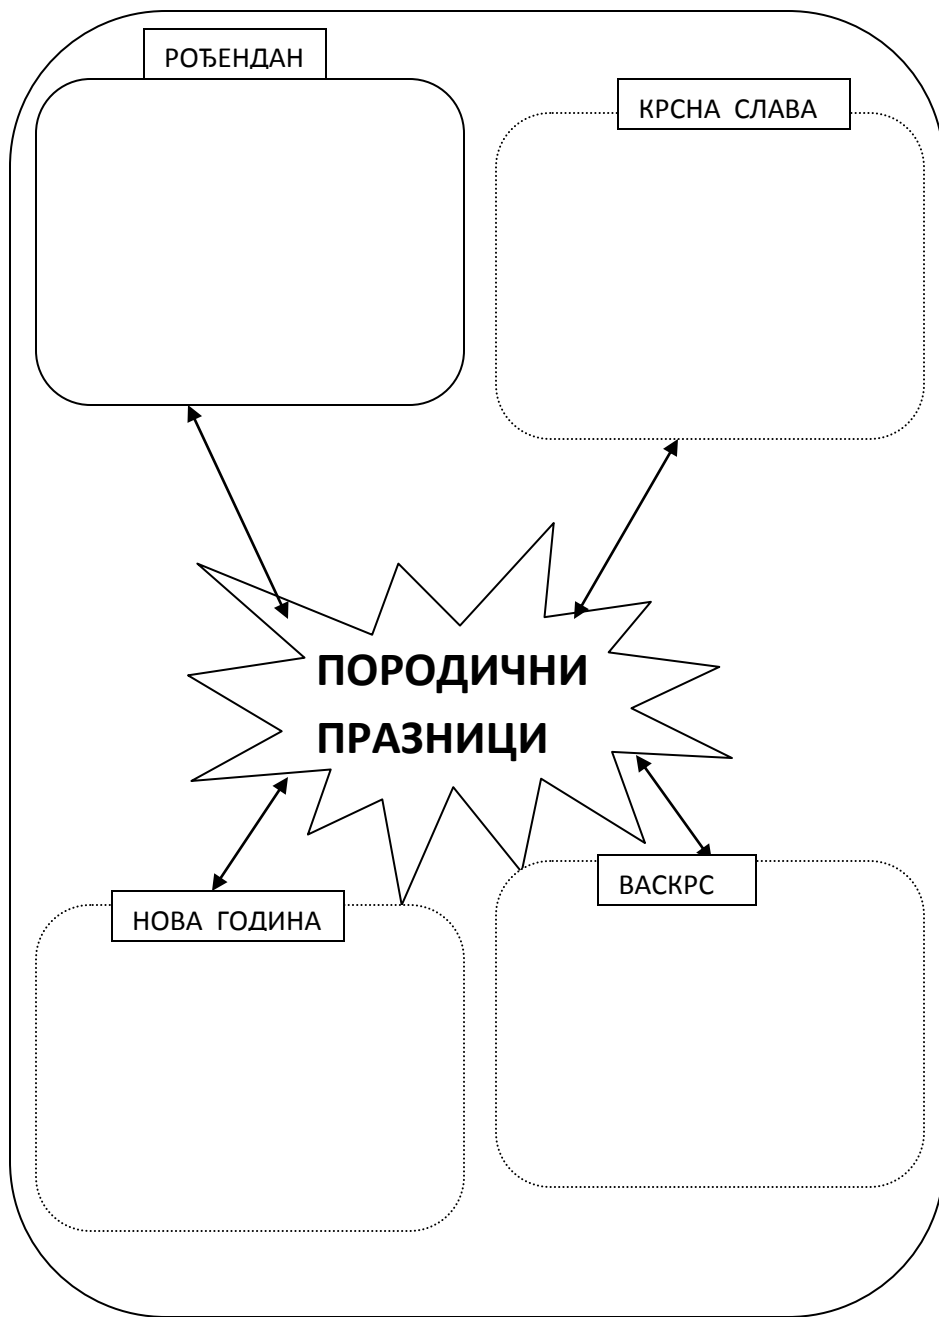 РОЂЕНДАН
КРСНА СЛАВА
ПОРОДИЧНИ
ПРАЗНИЦИ
НОВА ГОДИНА
ВАСКРС